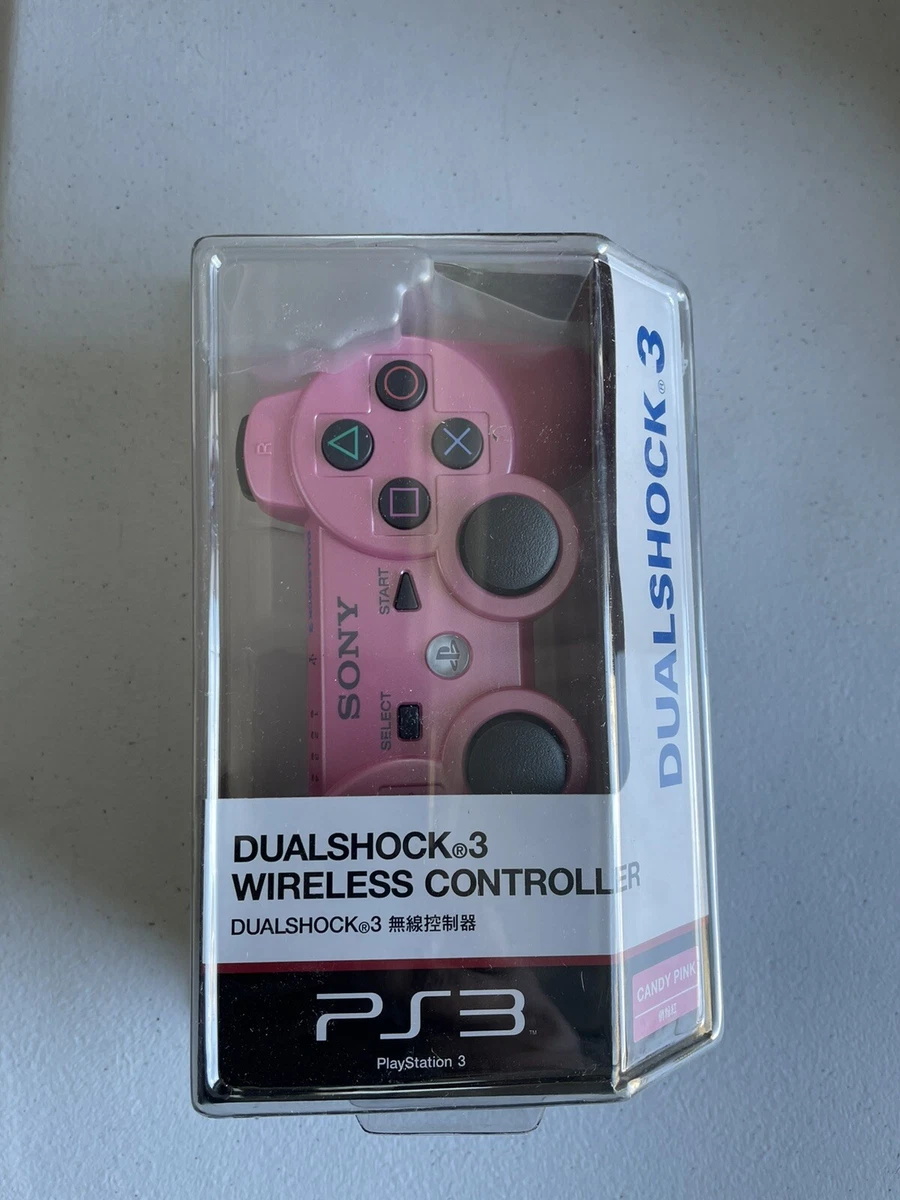 R
START
SONY
SELECT
DUALSHOCK®3
WIRELESS CONTROLLER
DUALSHOCK®3 無線控制器
PS3™
PlayStation 3
DUALSHOCK®3
CANDY PINK